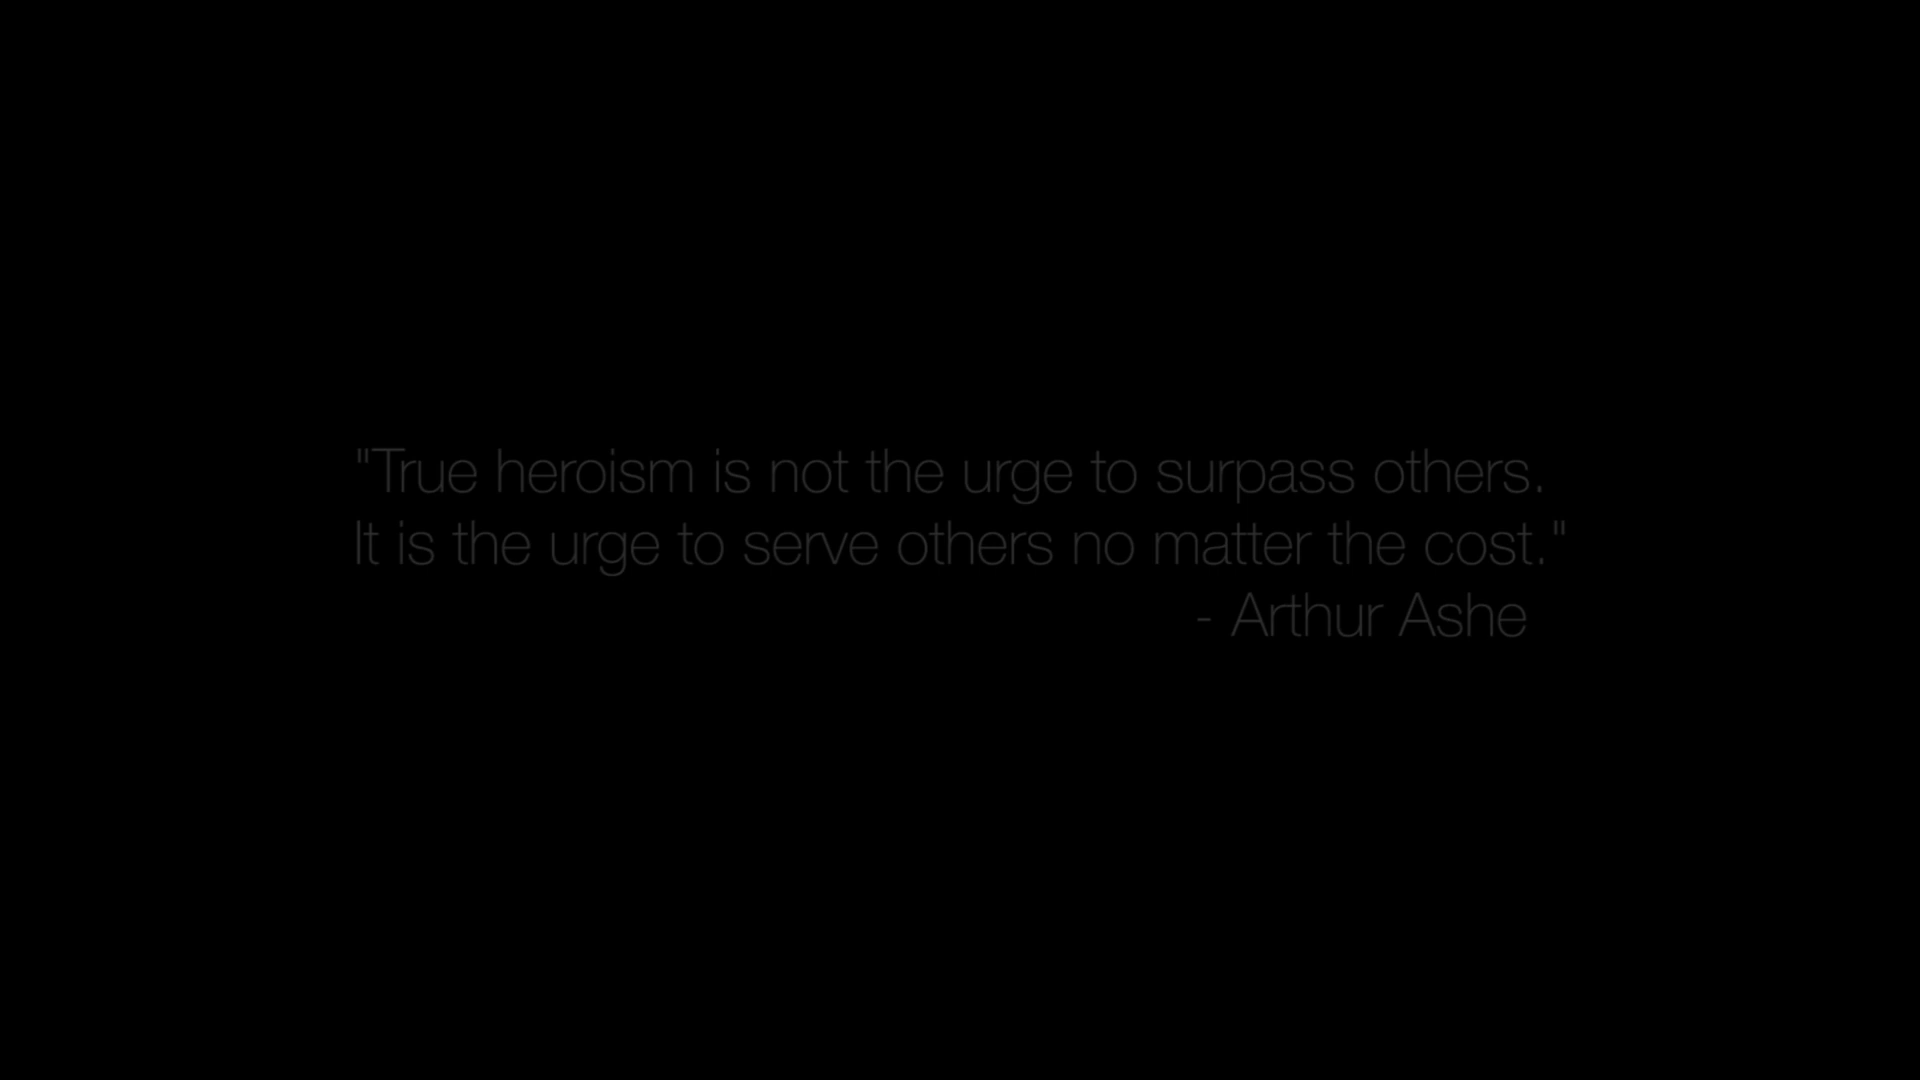 "True heroism is not the urge to surpass others.
It is the urge to serve others no matter the cost."
- Arthur Ashe